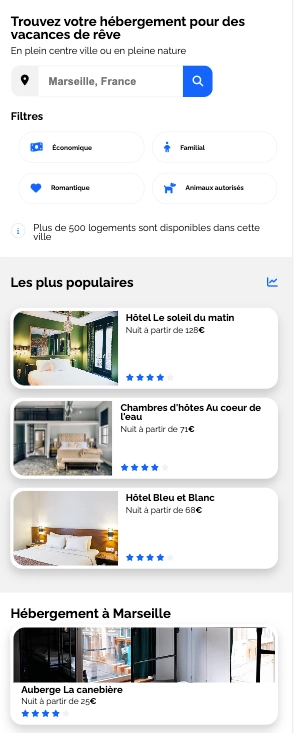 Trouvez votre hébergement pour des
vacances de rêve
En plein centre ville ou en pleine nature
Marseille, France
Filtres
Économique
Familial
Romantique
Animaux autorisés
Plus de 500 logements sont disponibles dans cette
ville
Les plus populaires
Hôtel Le soleil du matin
Nuit à partir de 128€
Chambres d'hôtes Au coeur de
l'eau
Nuit à partir de 71€
Hôtel Bleu et Blanc
Nuit à partir de 68€
Hébergement à Marseille
Auberge La canebière
Nuit à partir de 25€